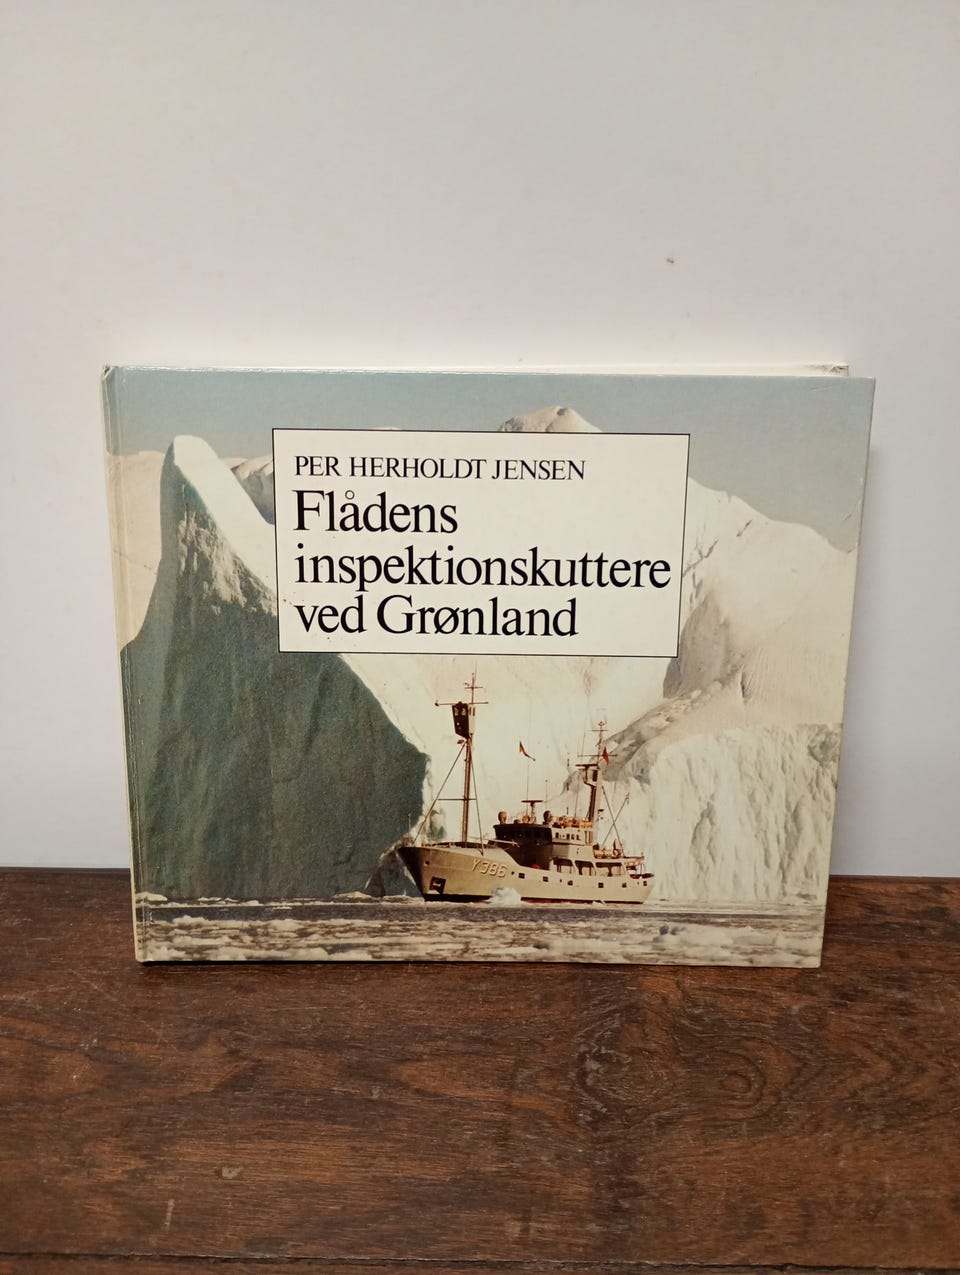 PER HERHOLDT JENSEN
Flådens
inspektionskuttere
ved Grønland
Y386